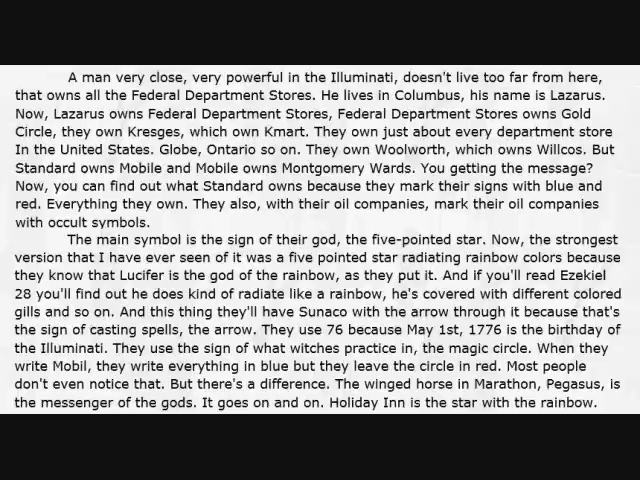 A man very close, very powerful in the Illuminati, doesn't live too far from here,
that owns all the Federal Department Stores. He lives in Columbus, his name is Lazarus.
Now, Lazarus owns Federal Department Stores, Federal Department Stores owns Gold
Circle, they own Kresges, which own Kmart. They own just about every department store
In the United States. Globe, Ontario so on. They own Woolworth, which owns Willcos. But
Standard owns Mobile and Mobile owns Montgomery Wards. You getting the message?
Now, you can find out what Standard owns because they mark their signs with blue and
red. Everything they own. They also, with their oil companies, mark their oil companies
with occult symbols.
The main symbol is the sign of their god, the five-pointed star. Now, the strongest
version that I have ever seen of it was a five pointed star radiating rainbow colors because
they know that Lucifer is the god of the rainbow, as they put it. And if you'll read Ezekiel
28 you'll find out he does kind of radiate like a rainbow, he's covered with different colored
gills and so on. And this thing they'll have Sunaco with the arrow through it because that's
the sign of casting spells, the arrow. They use 76 because May 1st, 1776 is the birthday of
the Illuminati. They use the sign of what witches practice in, the magic circle. When they
write Mobil, they write everything in blue but they leave the circle in red. Most people
don't even notice that. But there's a difference. The winged horse in Marathon, Pegasus, is
the messenger of the gods. It goes on and on. Holiday Inn is the star with the rainbow.